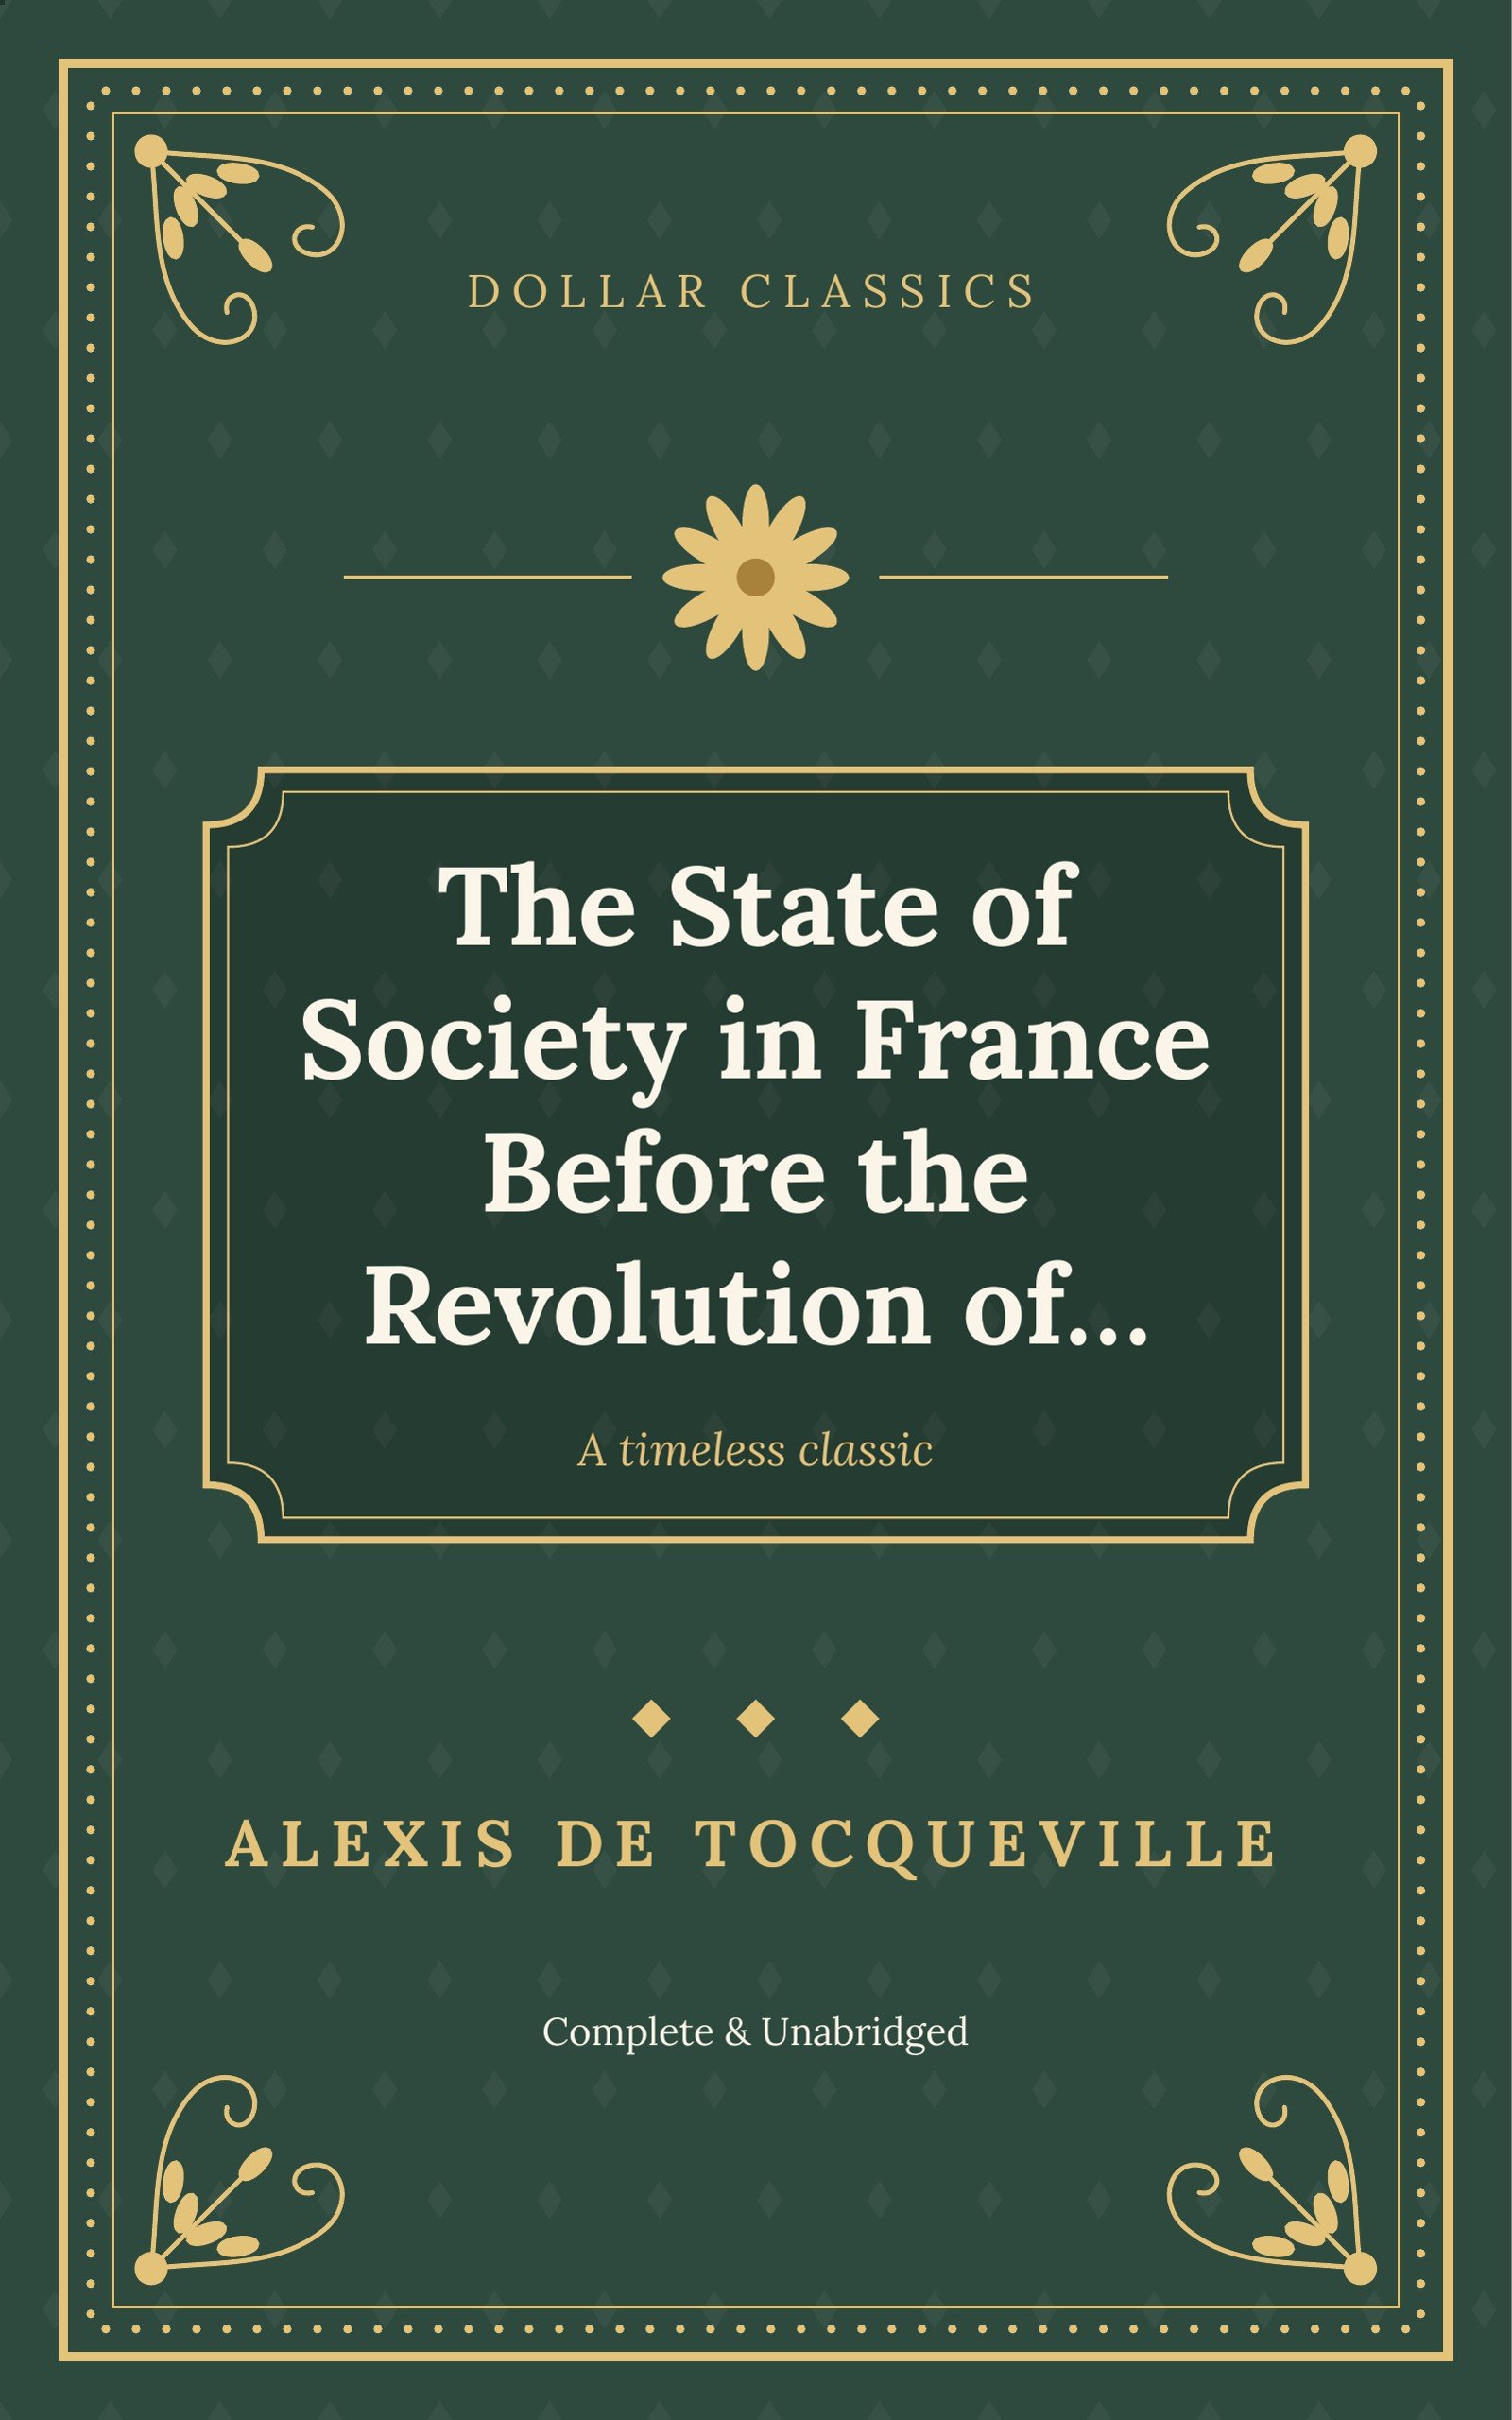 DOLLAR CLASSICS
The State of
Society in France
Before the
Revolution of...
A timeless classic
ALEXIS DE TOCQUEVILLE
Complete & Unabridged